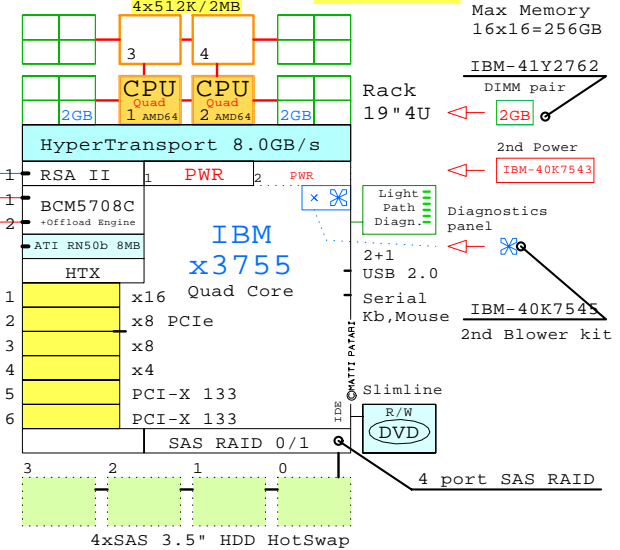 4x512K/2MB
Max Memory
16x16=256GB
3
4
IBM-41Y2762
DIMM pair
CPU
Quad
1 AMD64
CPU
Quad
2 AMD64
2GB
2GB
Rack
19"4U
2GB
HyperTransport 8.0GB/s
2nd Power
IBM-40K7543
1
RSA II
1
PWR
2
PWR
1
2
BCM5708C
+Offload Engine
Light
Path
Diagn.
Diagnostics
panel
ATI RN50b 8MB
IBM
x3755
Quad Core
HTX
2+1
USB 2.0
1
x16
Serial
Kb,Mouse
IBM-40K7545
2nd Blower kit
2
x8 PCIe
3
x8
4
x4
©MATTI PATARI
5
PCI-X 133
Slimline
6
PCI-X 133
IDE
R/W
DVD
SAS RAID 0/1
3
2
1
0
4 port SAS RAID
4xSAS 3.5" HDD HotSwap